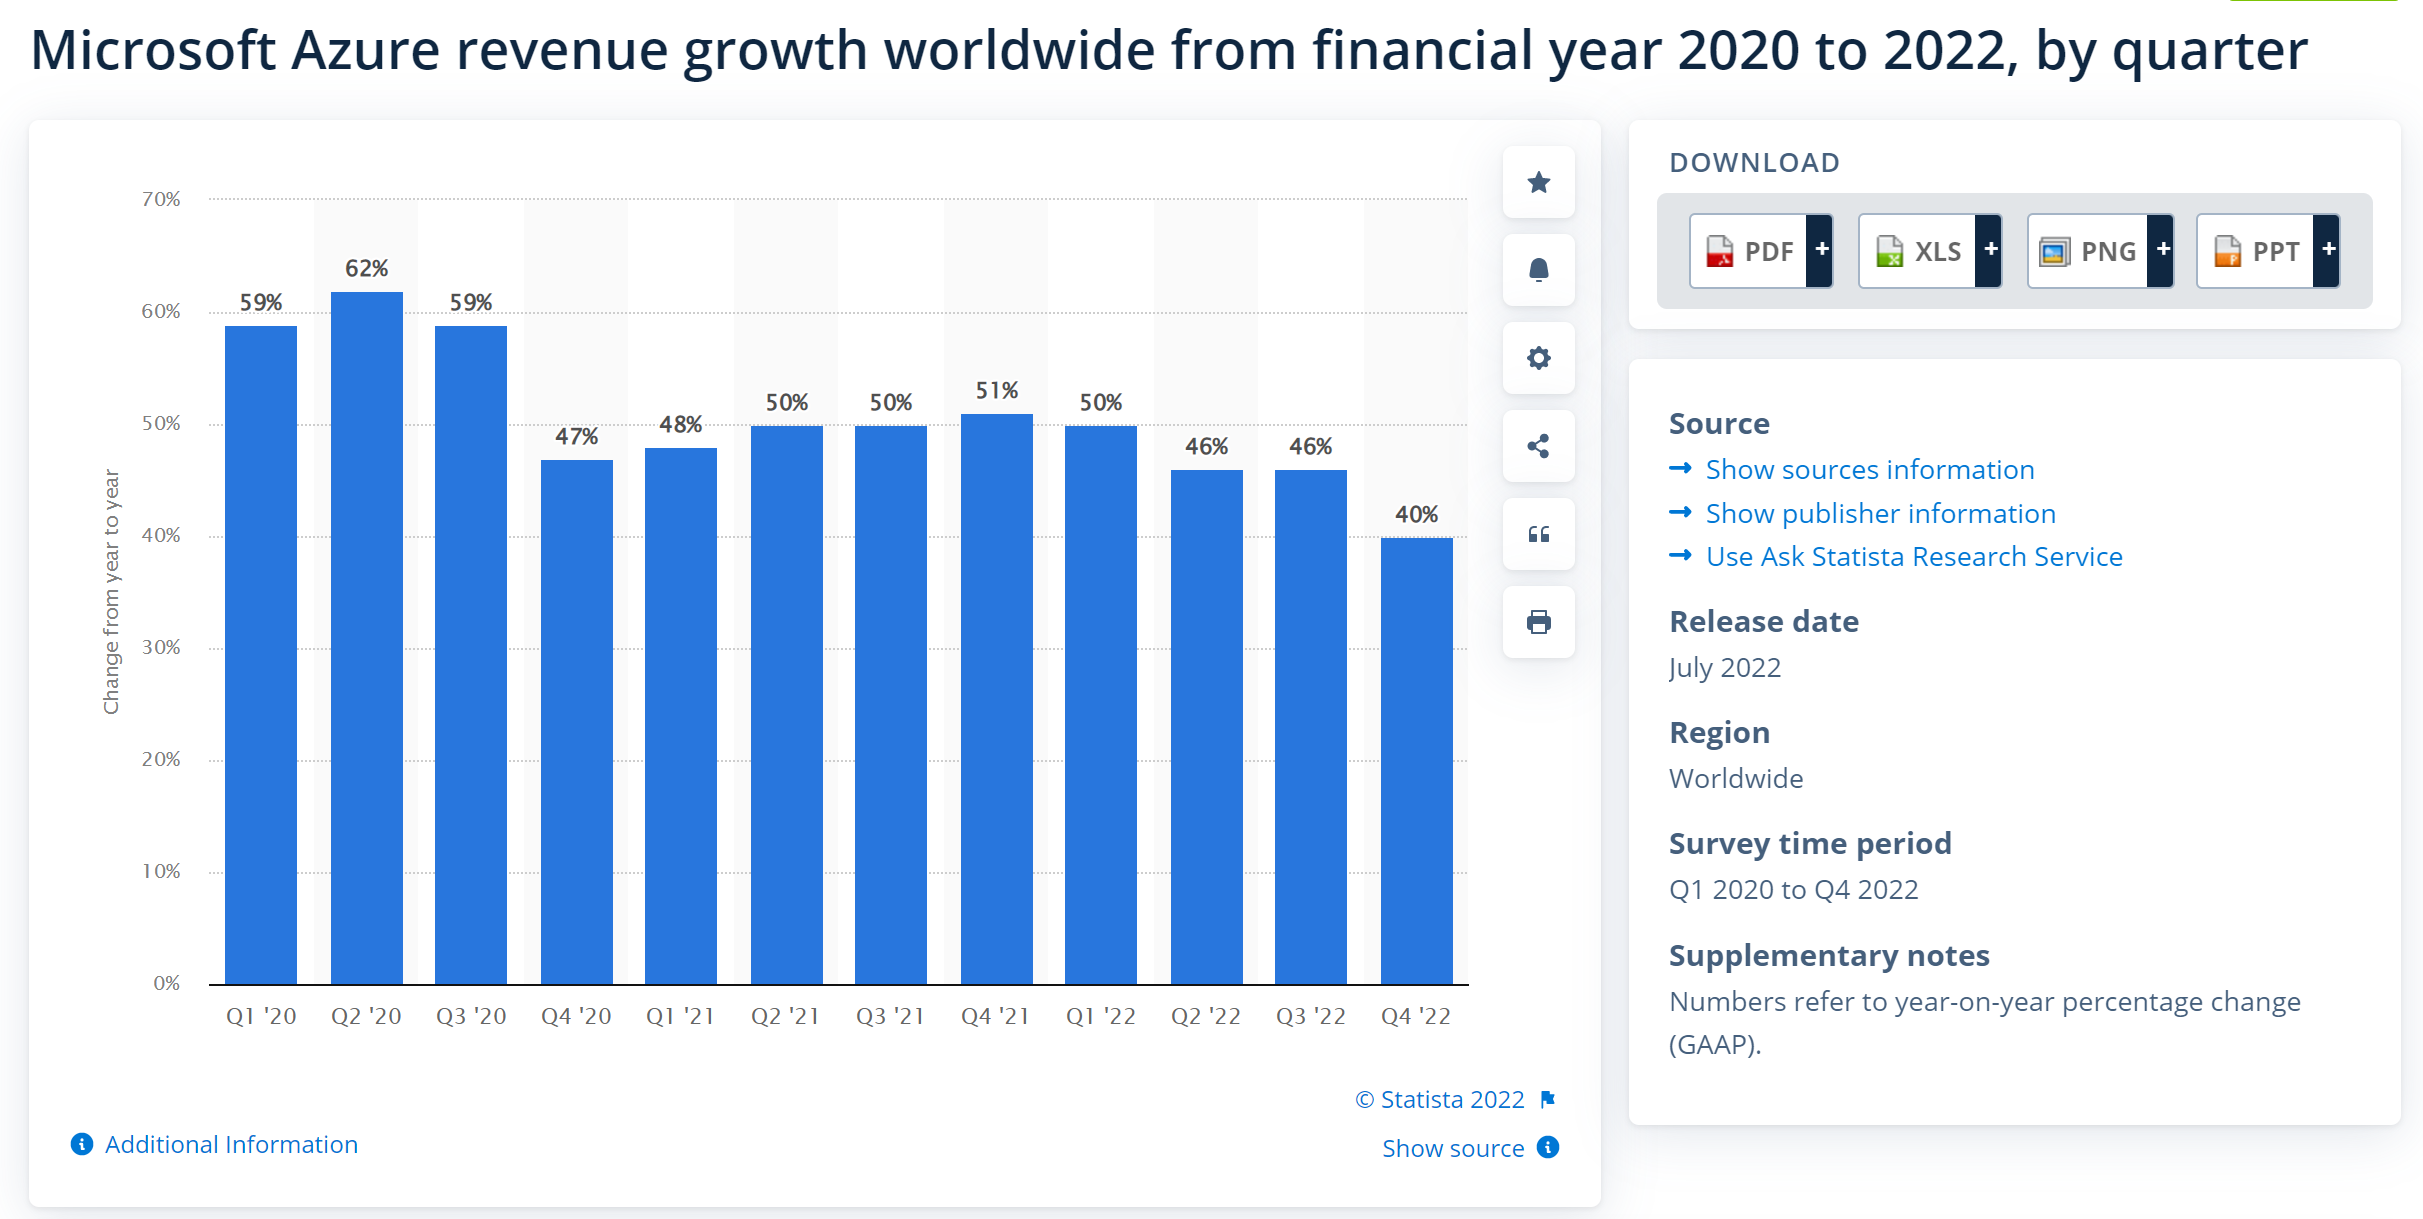 Microsoft Azure revenue growth worldwide from financial year 2020 to 2022, by quarter
Change from year to year
70%
60%
50%
40%
30%
20%
10%
0%
59%
62%
59%
47%
48%
50%
50%
51%
50%
46%
46%
40%
Q1 '20
Q2 '20
Q3 '20
Q4 '20
Q1 '21
Q2 '21
Q3 '21
Q4 '21
Q1 '22
Q2 '22
Q3 '22
Q4 '22
© Statista 2022
Additional Information
Show source
DOWNLOAD
PDF +
XLS +
PNG +
PPT +
Source
Show sources information
Show publisher information
Use Ask Statista Research Service
Release date
July 2022
Region
Worldwide
Survey time period
Q1 2020 to Q4 2022
Supplementary notes
Numbers refer to year-on-year percentage change
(GAAP).